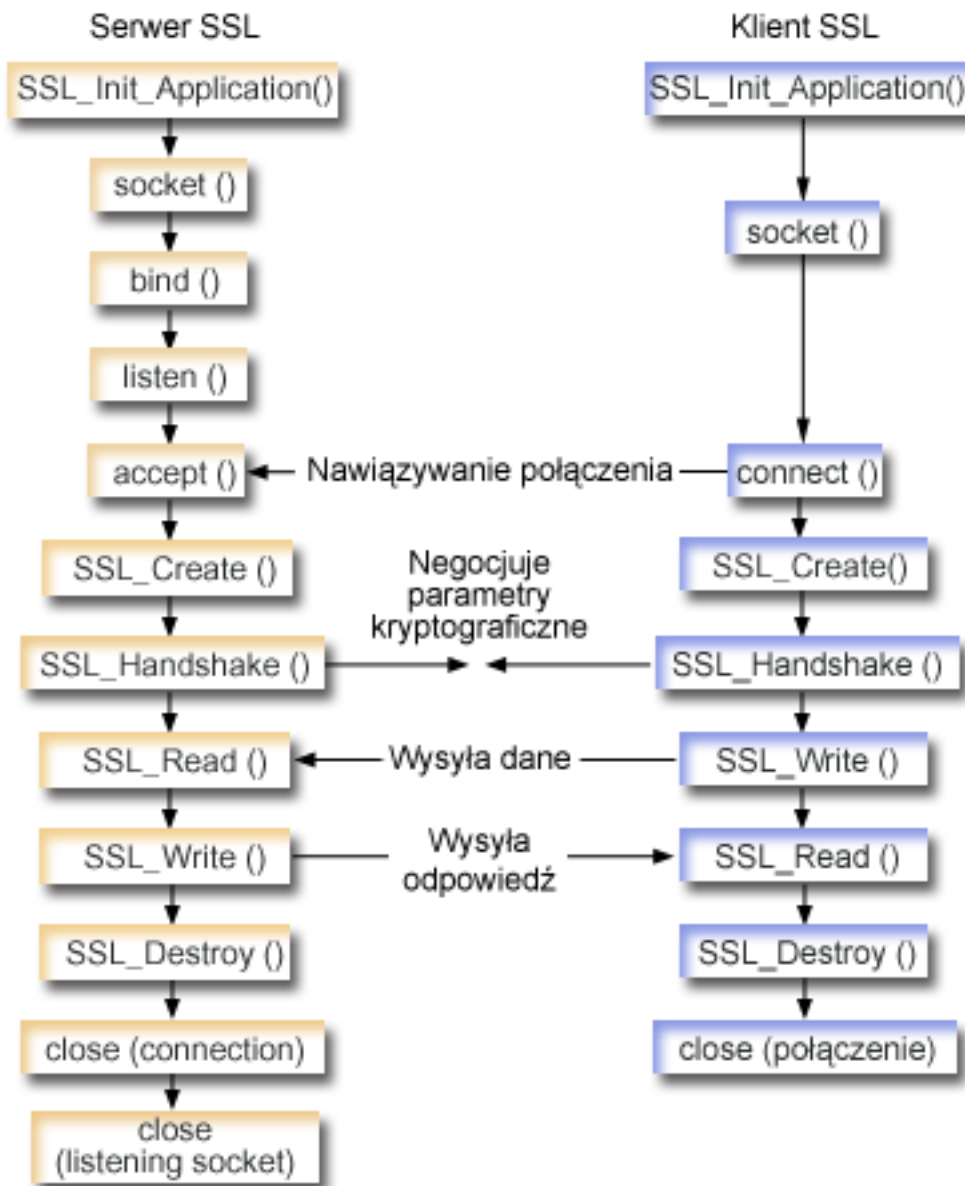 Serwer SSL
Klient SSL
SSL_Init_Application()
SSL_Init_Application()
socket ()
socket ()
bind ()
listen ()
accept ()
Nawiązywanie połączenia
connect ()
SSL_Create ()
Negocjuje
parametry
kryptograficzne
SSL_Create()
SSL_Handshake ()
SSL_Handshake ()
SSL_Read ()
Wysyła dane
SSL_Write ()
SSL_Write ()
Wysyła
odpowiedź
SSL_Read ()
SSL_Destroy ()
SSL_Destroy ()
close (connection)
close (połączenie)
close
(listening socket)